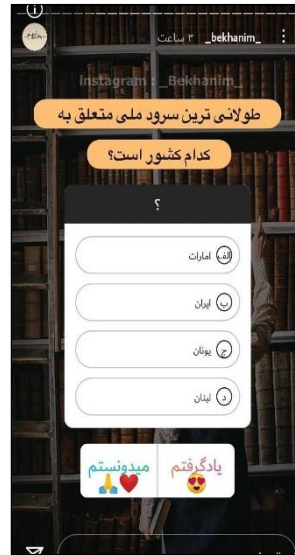 _bekhanim_ ۲ ساعت
instagram : _Bekhanim_
طولانی ترین سرود ملی متعلق به
کدام کشور است؟
؟
الف امارات
ب ایران
ج یونان
د لبنان
یادگرفتم میدونستم